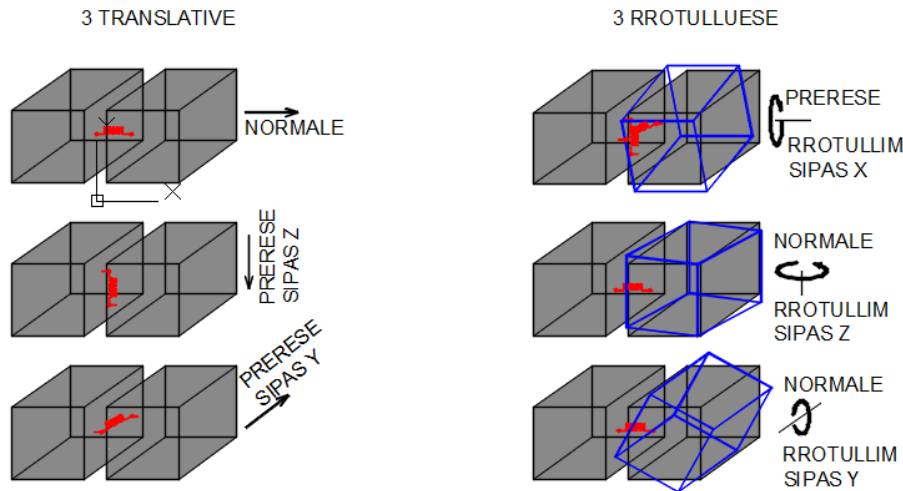 3 TRANSLATIVE
NORMALE
PRERESE
SIPAS Z
PRERESE
SIPAS Y
3 RROTULLUESE
PRERESE
RROTULLIM
SIPAS X
NORMALE
RROTULLIM
SIPAS Z
NORMALE
RROTULLIM
SIPAS Y